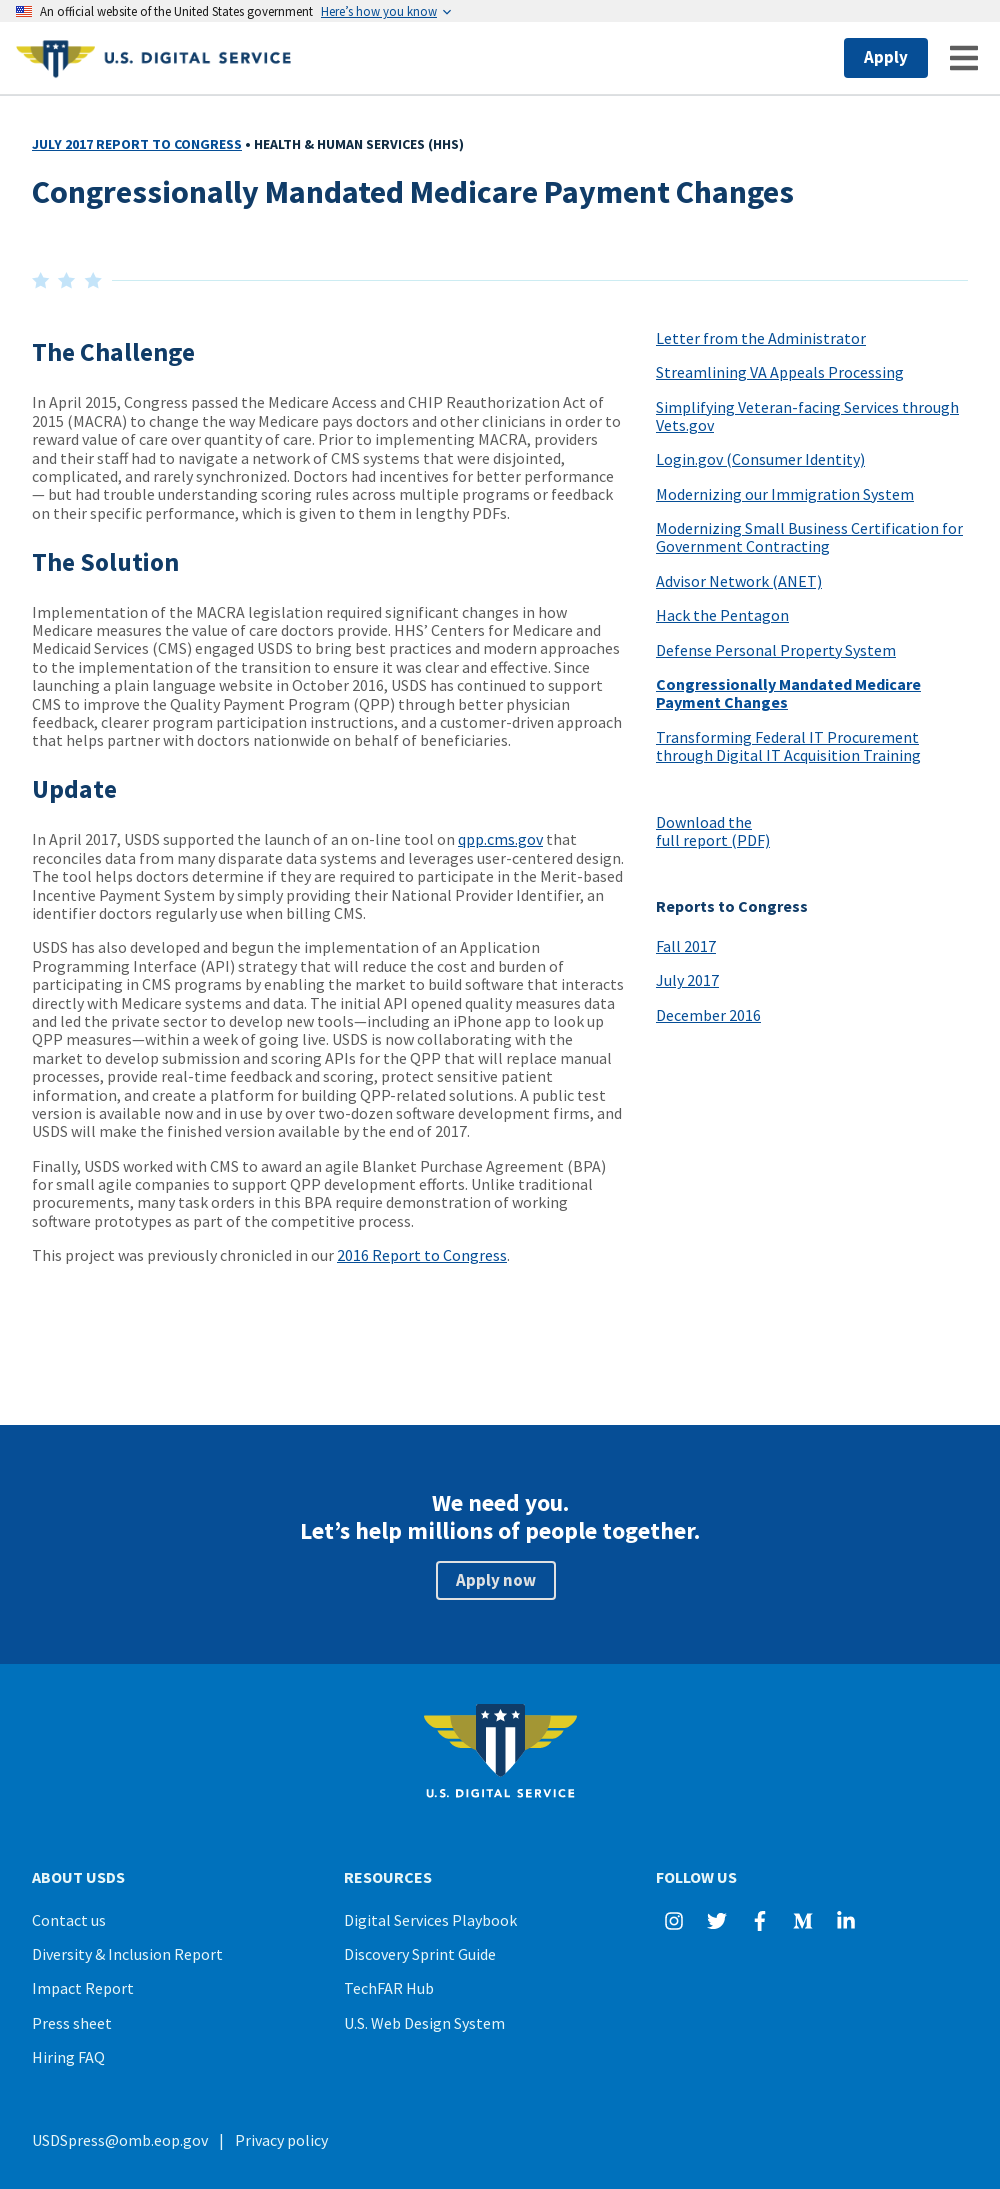 An official website of the United States government Here’s how you know
U.S. DIGITAL SERVICE
Apply
JULY 2017 REPORT TO CONGRESS • HEALTH & HUMAN SERVICES (HHS)
Congressionally Mandated Medicare Payment Changes
The Challenge
In April 2015, Congress passed the Medicare Access and CHIP Reauthorization Act of
2015 (MACRA) to change the way Medicare pays doctors and other clinicians in order to
reward value of care over quantity of care. Prior to implementing MACRA, providers
and their staff had to navigate a network of CMS systems that were disjointed,
complicated, and rarely synchronized. Doctors had incentives for better performance
— but had trouble understanding scoring rules across multiple programs or feedback
on their specific performance, which is given to them in lengthy PDFs.
The Solution
Implementation of the MACRA legislation required significant changes in how
Medicare measures the value of care doctors provide. HHS’ Centers for Medicare and
Medicaid Services (CMS) engaged USDS to bring best practices and modern approaches
to the implementation of the transition to ensure it was clear and effective. Since
launching a plain language website in October 2016, USDS has continued to support
CMS to improve the Quality Payment Program (QPP) through better physician
feedback, clearer program participation instructions, and a customer-driven approach
that helps partner with doctors nationwide on behalf of beneficiaries.
Update
In April 2017, USDS supported the launch of an on-line tool on qpp.cms.gov that
reconciles data from many disparate data systems and leverages user-centered design.
The tool helps doctors determine if they are required to participate in the Merit-based
Incentive Payment System by simply providing their National Provider Identifier, an
identifier doctors regularly use when billing CMS.
USDS has also developed and begun the implementation of an Application
Programming Interface (API) strategy that will reduce the cost and burden of
participating in CMS programs by enabling the market to build software that interacts
directly with Medicare systems and data. The initial API opened quality measures data
and led the private sector to develop new tools—including an iPhone app to look up
QPP measures—within a week of going live. USDS is now collaborating with the
market to develop submission and scoring APIs for the QPP that will replace manual
processes, provide real-time feedback and scoring, protect sensitive patient
information, and create a platform for building QPP-related solutions. A public test
version is available now and in use by over two-dozen software development firms, and
USDS will make the finished version available by the end of 2017.
Finally, USDS worked with CMS to award an agile Blanket Purchase Agreement (BPA)
for small agile companies to support QPP development efforts. Unlike traditional
procurements, many task orders in this BPA require demonstration of working
software prototypes as part of the competitive process.
This project was previously chronicled in our 2016 Report to Congress.
Letter from the Administrator
Streamlining VA Appeals Processing
Simplifying Veteran-facing Services through
Vets.gov
Login.gov (Consumer Identity)
Modernizing our Immigration System
Modernizing Small Business Certification for
Government Contracting
Advisor Network (ANET)
Hack the Pentagon
Defense Personal Property System
Congressionally Mandated Medicare
Payment Changes
Transforming Federal IT Procurement
through Digital IT Acquisition Training
Download the
full report (PDF)
Reports to Congress
Fall 2017
July 2017
December 2016
We need you.
Let’s help millions of people together.
Apply now
U.S. DIGITAL SERVICE
ABOUT USDS
Contact us
Diversity & Inclusion Report
Impact Report
Press sheet
Hiring FAQ
RESOURCES
Digital Services Playbook
Discovery Sprint Guide
TechFAR Hub
U.S. Web Design System
FOLLOW US
USDSpress@omb.eop.gov | Privacy policy